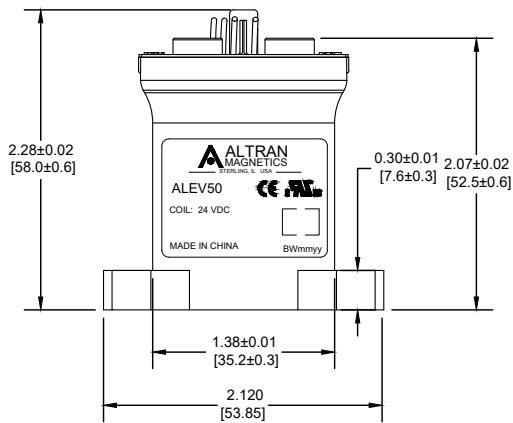 2.28±0.02
[58.0±0.6]
ALTRAN
MAGNETICS
STERLING, IL USA
ALEV50
CE
COIL: 24 VDC
MADE IN CHINA
BWmmyy
0.30±0.01
[7.6±0.3]
2.07±0.02
[52.5±0.6]
1.38±0.01
[35.2±0.3]
2.120
[53.85]